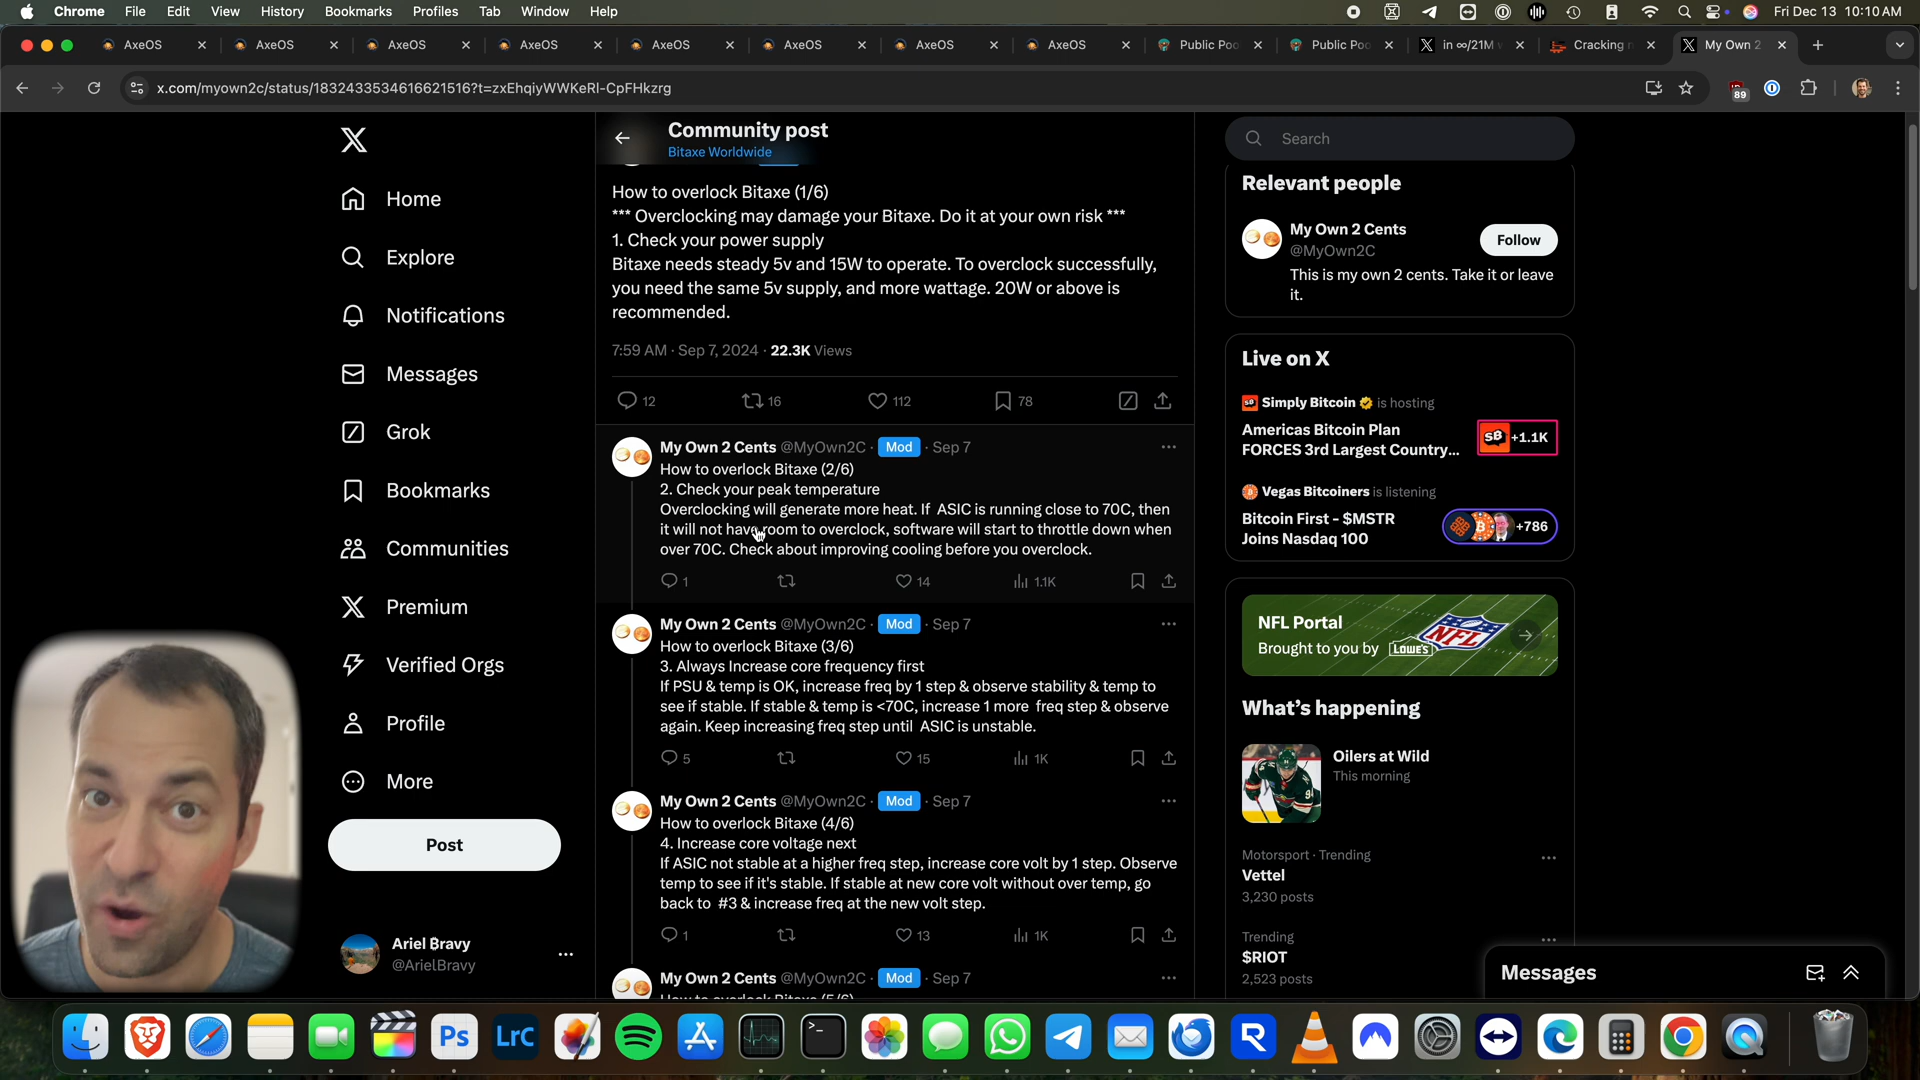 Chrome File Edit View History Bookmarks Profiles Tab Window Help
Fri Dec 13 10:10 AM
AxeOS
AxeOS
AxeOS
AxeOS
AxeOS
AxeOS
AxeOS
AxeOS
Public Poo
Public Poo
in ∞/21M
Cracking
My Own 2
x.com/myown2c/status/1832433534616621516?t=zxEhqiyWWKeRI-CpFHkzrg
89
Home
Explore
Notifications
Messages
Grok
Bookmarks
Communities
Premium
Verified Orgs
Profile
More
Post
Ariel ₿ravy
@ArielBravy
Community post
Bitaxe Worldwide
How to overlock Bitaxe (1/6)
*** Overclocking may damage your Bitaxe. Do it at your own risk ***
1. Check your power supply
Bitaxe needs steady 5v and 15W to operate. To overclock successfully,
you need the same 5v supply, and more wattage. 20W or above is
recommended.
7:59 AM · Sep 7, 2024 · 22.3K Views
12 16 112 78
My Own 2 Cents @MyOwn2C · Mod · Sep 7
How to overlock Bitaxe (2/6)
2. Check your peak temperature
Overclocking will generate more heat. If ASIC is running close to 70C, then
it will not have room to overclock, software will start to throttle down when
over 70C. Check about improving cooling before you overclock.
1 14 1.1K
My Own 2 Cents @MyOwn2C · Mod · Sep 7
How to overlock Bitaxe (3/6)
3. Always Increase core frequency first
If PSU & temp is OK, increase freq by 1 step & observe stability & temp to
see if stable. If stable & temp is <70C, increase 1 more freq step & observe
again. Keep increasing freq step until ASIC is unstable.
5 15 1K
My Own 2 Cents @MyOwn2C · Mod · Sep 7
How to overlock Bitaxe (4/6)
4. Increase core voltage next
If ASIC not stable at a higher freq step, increase core volt by 1 step. Observe
temp to see if it's stable. If stable at new core volt without over temp, go
back to #3 & increase freq at the new volt step.
1 13 1K
My Own 2 Cents @MyOwn2C · Mod · Sep 7
How to overlock Bitaxe (5/6)
Search
Relevant people
My Own 2 Cents
@MyOwn2C
Follow
This is my own 2 cents. Take it or leave
it.
Live on X
Simply Bitcoin is hosting
Americas Bitcoin Plan
FORCES 3rd Largest Country...
SB +1.1K
Vegas Bitcoiners is listening
Bitcoin First - $MSTR
Joins Nasdaq 100
+786
NFL Portal
Brought to you by LOWE'S
NFL
What's happening
Oilers at Wild
This morning
Motorsport · Trending
Vettel
3,230 posts
Trending
$RIOT
2,523 posts
Messages
Ps
LrC